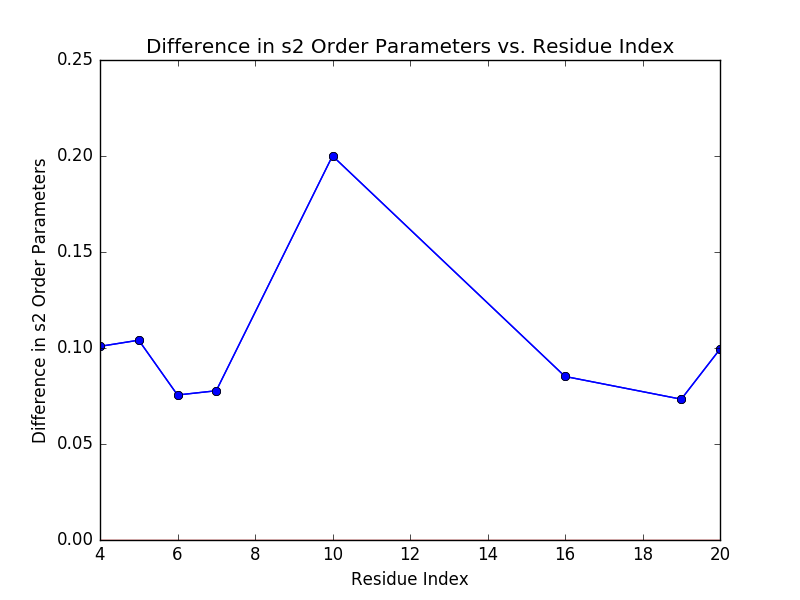 Difference in s2 Order Parameters vs. Residue Index
0.25
0.20
0.15
0.10
0.05
0.00
Difference in s2 Order Parameters
4 6 8 10 12 14 16 18 20
Residue Index